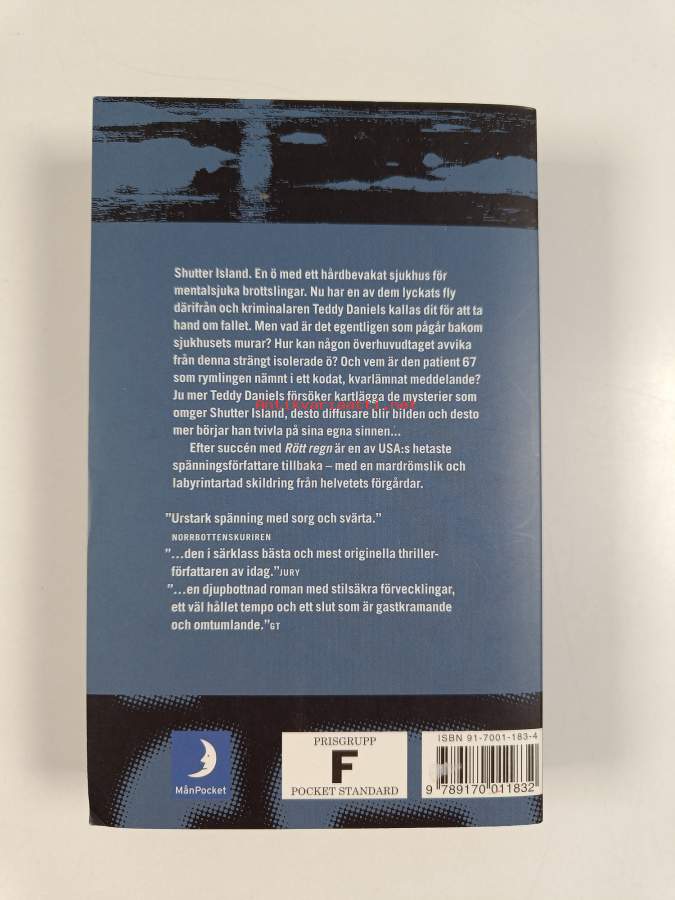 Shutter Island. En ö med ett hårdbevakat sjukhus för
mentalsjuka brottslingar. Nu har en av dem lyckats fly
därifrån och kriminalaren Teddy Daniels kallas dit för att ta
hand om fallet. Men vad är det egentligen som pågår bakom
sjukhusets murar? Hur kan någon överhuvudtaget avvika
från denna strängt isolerade ö? Och vem är den patient 67
som rymlingen nämnt i ett kodat, kvarlämnat meddelande?
Ju mer Teddy Daniels försöker kartlägga de mysterier som
antikvariaatti.net
omger Shutter Island, desto diffusare blir bilden och desto
mer börjar han tvivla på sina egna sinnen...
Efter succén med Rött regn är en av USA:s hetaste
spänningsförfattare tillbaka – med en mardrömslik och
labyrintartad skildring från helvetets förgårdar.
”Urstark spänning med sorg och svärta.”
NORRBOTTENSKURIREN
”...den i särklass bästa och mest originella thriller-
författaren av idag.”JURY
”...en djupbottnad roman med stilsäkra förvecklingar,
ett väl hållet tempo och ett slut som är gastkramande
och omtumlande.”GT
MånPocket
PRISGRUPP
F
POCKET STANDARD
ISBN 91-7001-183-4
9 789170 011832